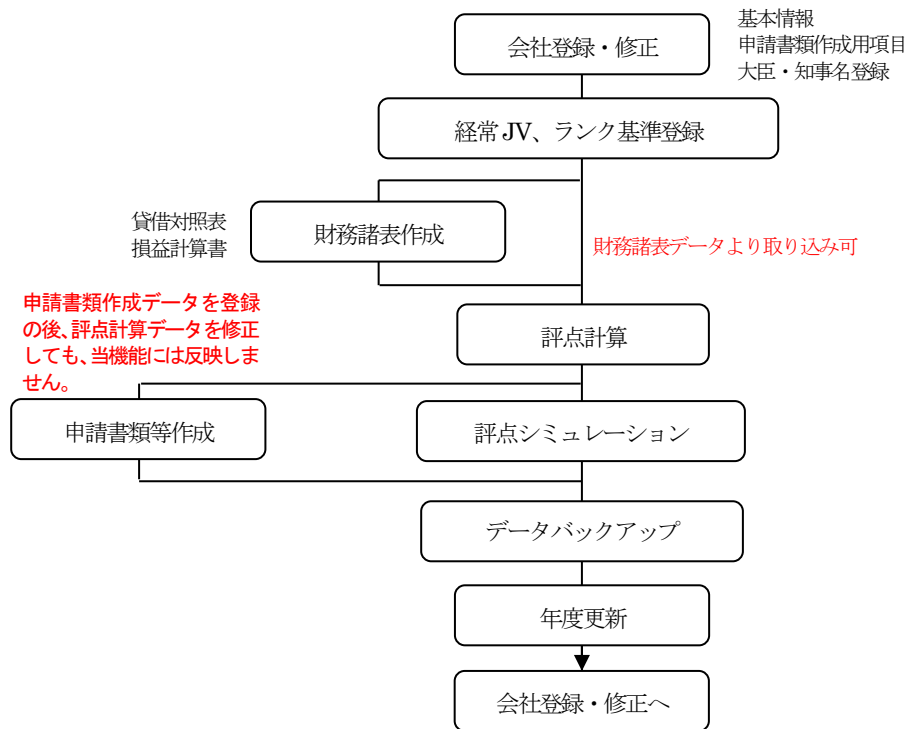 会社登録・修正
基本情報
申請書類作成用項目
大臣・知事名登録
経常JV、ランク基準登録
貸借対照表
損益計算書
財務諸表作成
財務諸表データより取り込み可
申請書類作成データを登録
の後、評点計算データを修正
しても、当機能には反映しま
せん。
評点計算
申請書類等作成
評点シミュレーション
データバックアップ
年度更新
会社登録・修正へ